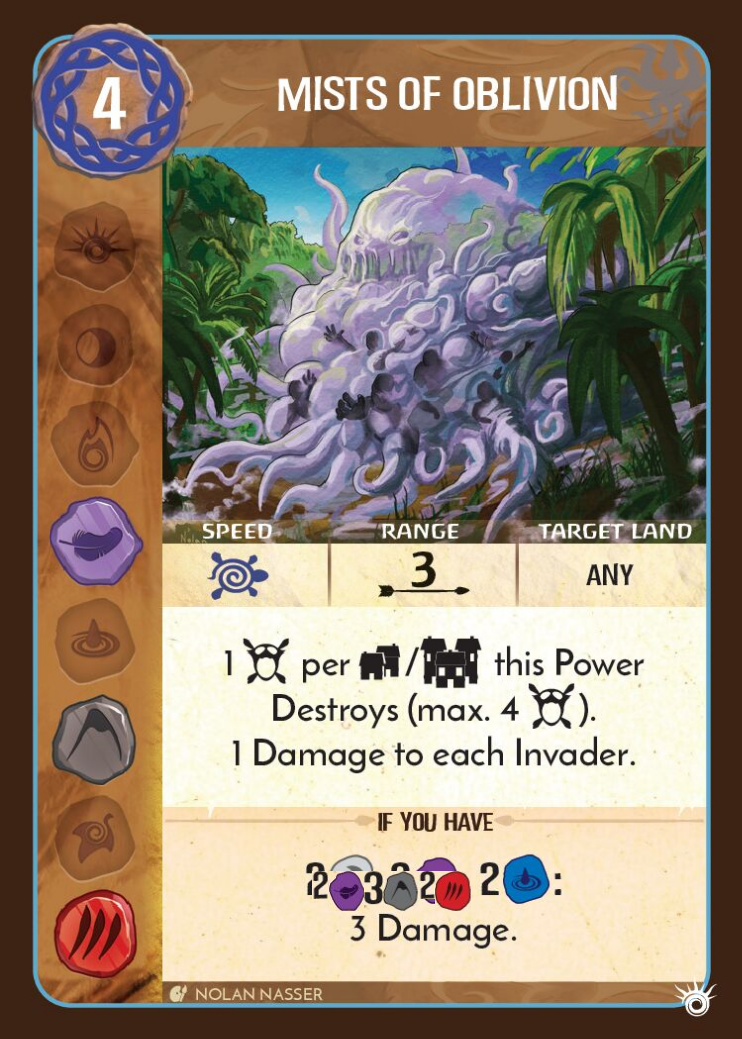 4
MISTS OF OBLIVION
SPEED RANGE TARGET LAND
3 ANY
1 per / this Power
Destroys (max. 4 ).
1 Damage to each Invader.
IF YOU HAVE
2 3 2 2 :
3 Damage.
NOLAN NASSER